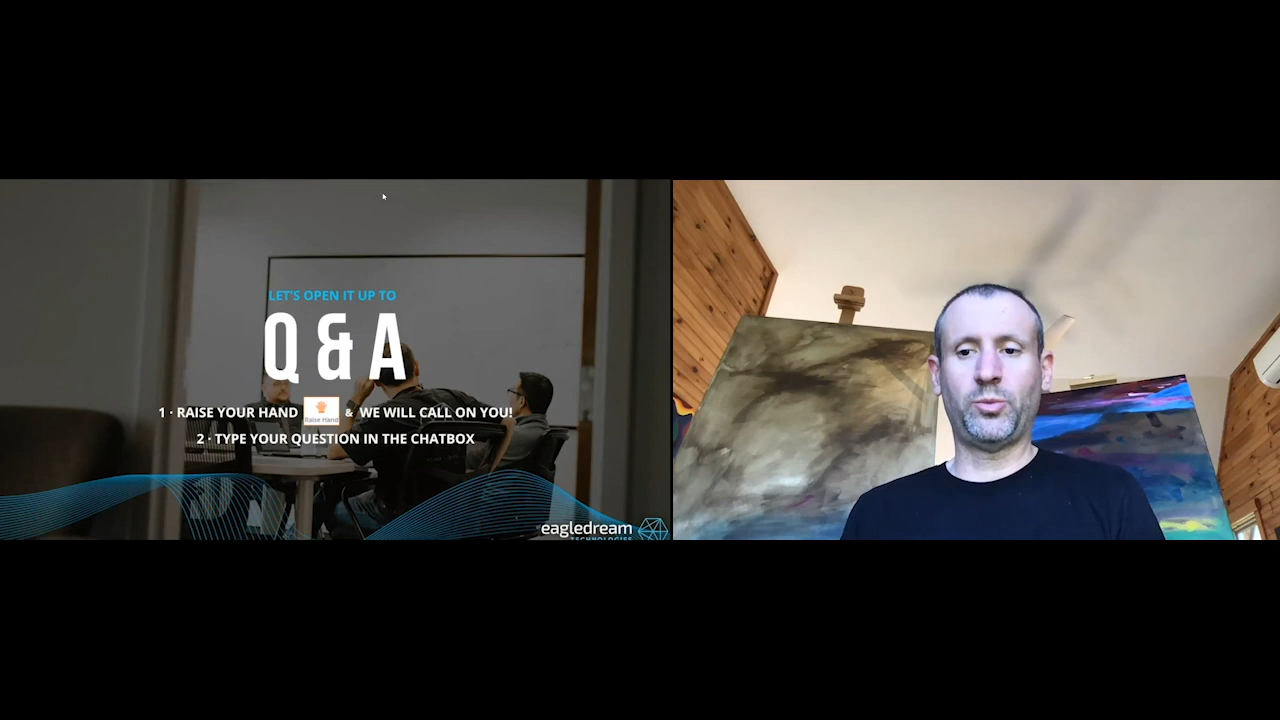 LET'S OPEN IT UP TO
Q & A
1 · RAISE YOUR HAND Raise Hand & WE WILL CALL ON YOU!
2 · TYPE YOUR QUESTION IN THE CHATBOX
eagledream
TECHNOLOGIES